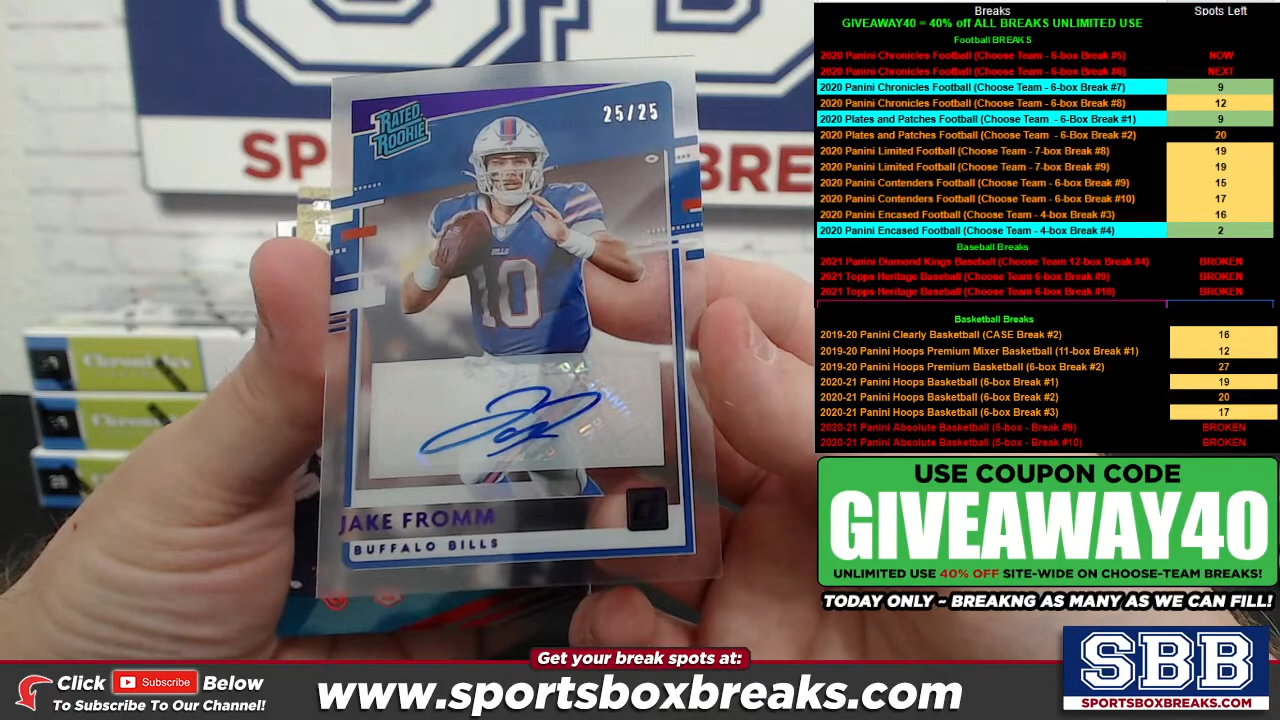 RATED
ROOKIE
25/25
BILLS
10
JAKE FROMM
BUFFALO BILLS
Breaks Spots Left
GIVEAWAY40 = 40% off ALL BREAKS UNLIMITED USE
Football BREAKS
2020 Panini Chronicles Football (Choose Team - 6-box Break #5) NOW
2020 Panini Chronicles Football (Choose Team - 6-box Break #6) NEXT
2020 Panini Chronicles Football (Choose Team - 6-box Break #7) 9
2020 Panini Chronicles Football (Choose Team - 6-box Break #8) 12
2020 Plates and Patches Football (Choose Team - 6-Box Break #1) 9
2020 Plates and Patches Football (Choose Team - 6-Box Break #2) 20
2020 Panini Limited Football (Choose Team - 7-box Break #8) 19
2020 Panini Limited Football (Choose Team - 7-box Break #9) 19
2020 Panini Contenders Football (Choose Team - 6-box Break #9) 15
2020 Panini Contenders Football (Choose Team - 6-box Break #10) 17
2020 Panini Encased Football (Choose Team - 4-box Break #3) 16
2020 Panini Encased Football (Choose Team - 4-box Break #4) 2
Baseball Breaks
2021 Panini Diamond Kings Baseball (Choose Team 12-box Break #4) BROKEN
2021 Topps Heritage Baseball (Choose Team 6-box Break #9) BROKEN
2021 Topps Heritage Baseball (Choose Team 6-box Break #10) BROKEN
Basketball Breaks
2019-20 Panini Clearly Basketball (CASE Break #2) 16
2019-20 Panini Hoops Premium Mixer Basketball (11-box Break #1) 12
2019-20 Panini Hoops Premium Basketball (6-box Break #2) 27
2020-21 Panini Hoops Basketball (6-box Break #1) 19
2020-21 Panini Hoops Basketball (6-box Break #2) 20
2020-21 Panini Hoops Basketball (6-box Break #3) 17
2020-21 Panini Absolute Basketball (5-box - Break #9) BROKEN
2020-21 Panini Absolute Basketball (5-box - Break #10) BROKEN
USE COUPON CODE
GIVEAWAY40
UNLIMITED USE 40% OFF SITE-WIDE ON CHOOSE-TEAM BREAKS!
TODAY ONLY ~ BREAKNG AS MANY AS WE CAN FILL!
SBB
SPORTSBOXBREAKS.COM
Get your break spots at:
Click Subscribe Below
To Subscribe To Our Channel!
www.sportsboxbreaks.com